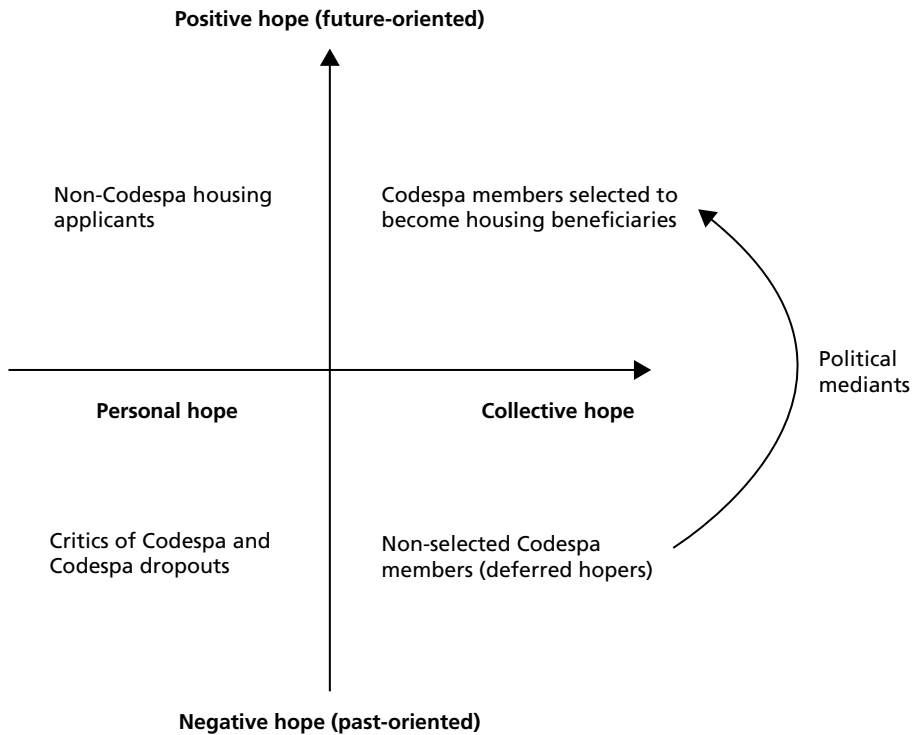 Positive hope (future-oriented)
Non-Codespa housing
applicants
Codespa members selected to
become housing beneficiaries
Political
mediants
Personal hope
Collective hope
Critics of Codespa and
Codespa dropouts
Non-selected Codespa
members (deferred hopers)
Negative hope (past-oriented)